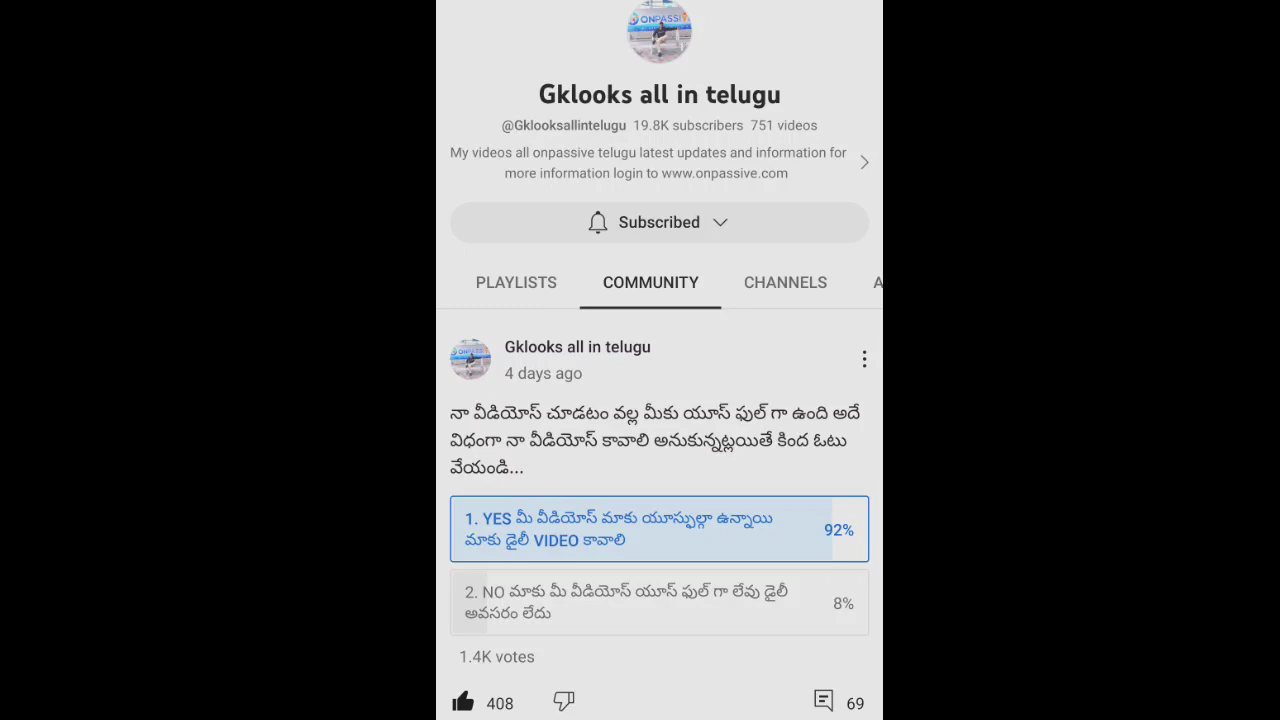 ONPASSI
Gklooks all in telugu
@Gklooksallintelugu 19.8K subscribers 751 videos
My videos all onpassive telugu latest updates and information for
more information login to www.onpassive.com
Subscribed
PLAYLISTS COMMUNITY CHANNELS A
Gklooks all in telugu
4 days ago
నా వీడియోస్ చూడటం వల్ల మీకు యూస్ ఫుల్ గా ఉంది అదే
విధంగా నా వీడియోస్ కావాలి అనుకున్నట్లయితే కింద ఓటు
వేయండి...
1. YES మీ వీడియోస్ మాకు యూస్ఫుల్గా ఉన్నాయి
మాకు డైలీ VIDEO కావాలి
92%
2. NO మాకు మీ వీడియోస్ యూస్ ఫుల్ గా లేవు డైలీ
అవసరం లేదు
8%
1.4K votes
408 69